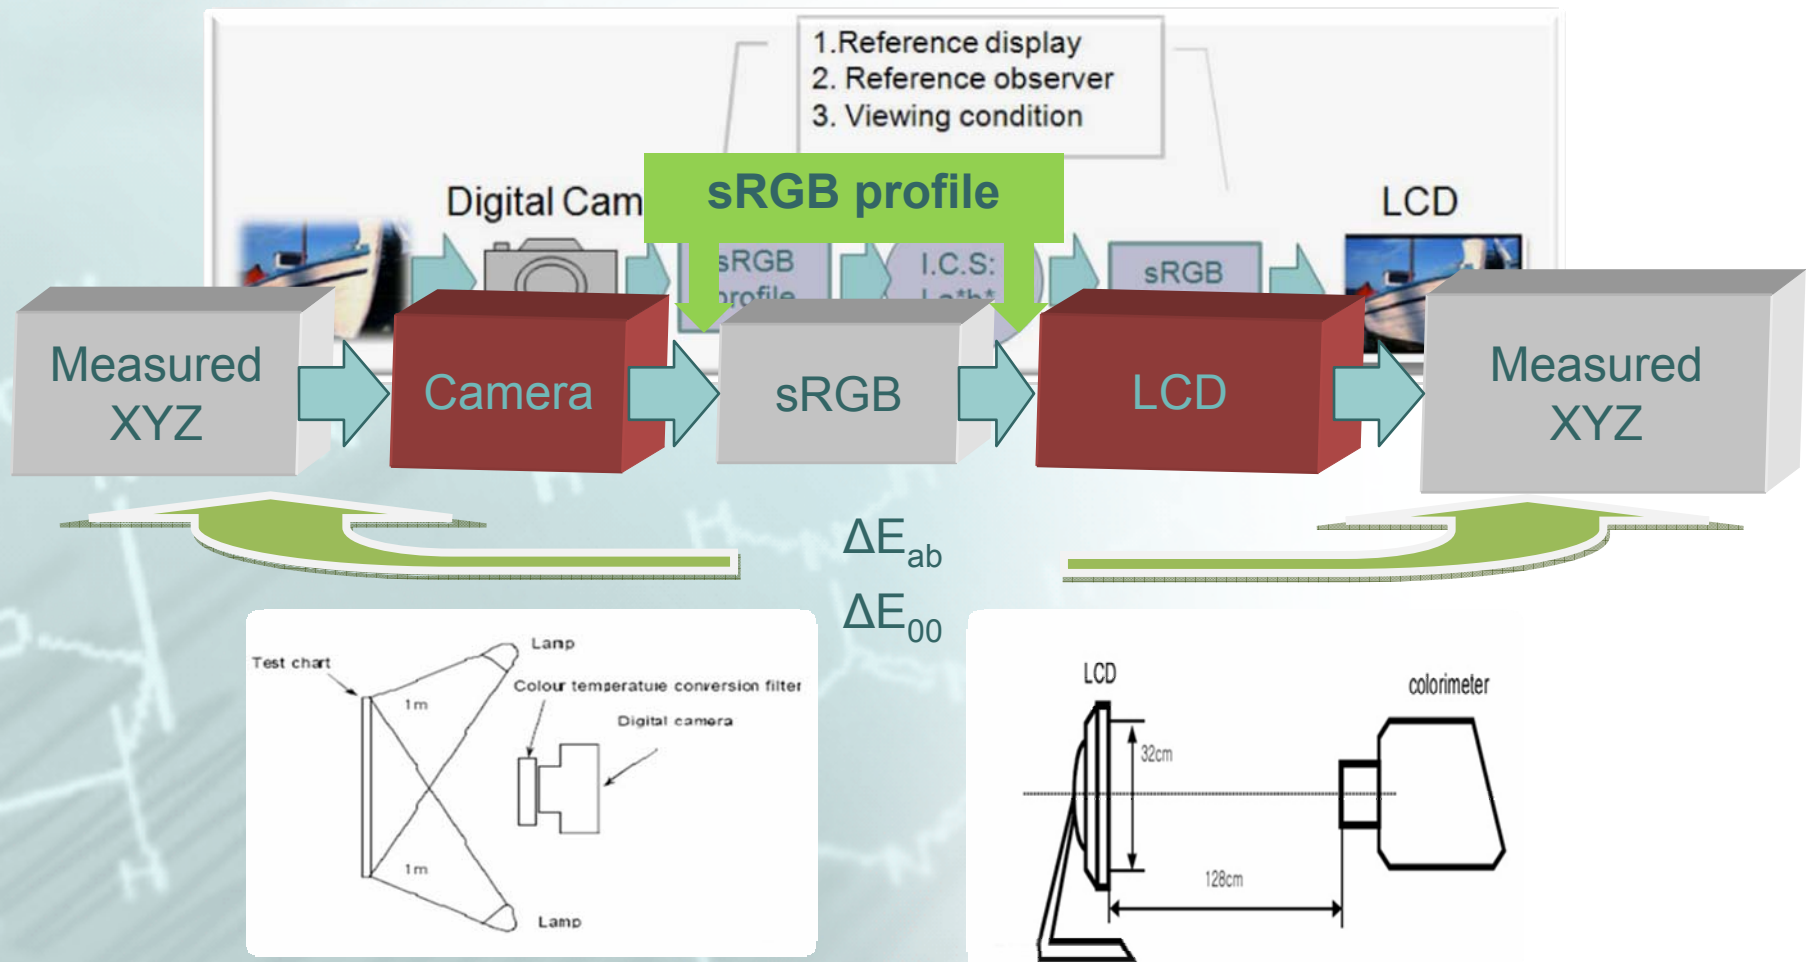 1.Reference display
2. Reference observer
3. Viewing condition
sRGB profile
Digital Cam
LCD
sRGB
profile
I.C.S:
sRGB
Measured
XYZ
Camera
sRGB
LCD
Measured
XYZ
ΔEab
ΔE00
Lamp
Test chart
Colour temperature conversion filter
1m
Digital camera
1m
Lamp
LCD
colorimeter
32cm
128cm